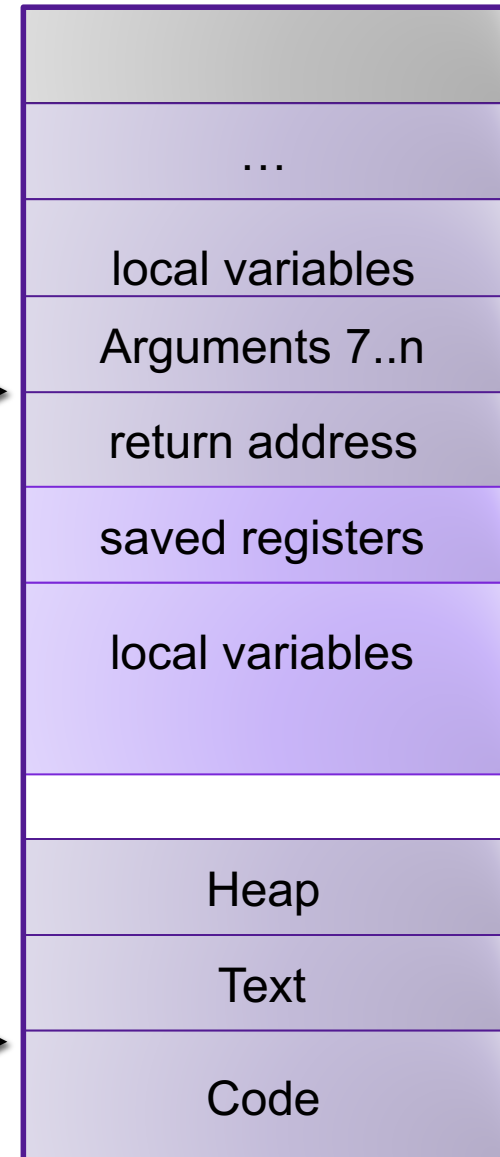 …
local variables
Arguments 7..n
return address
saved registers
local variables
Heap
Text
Code